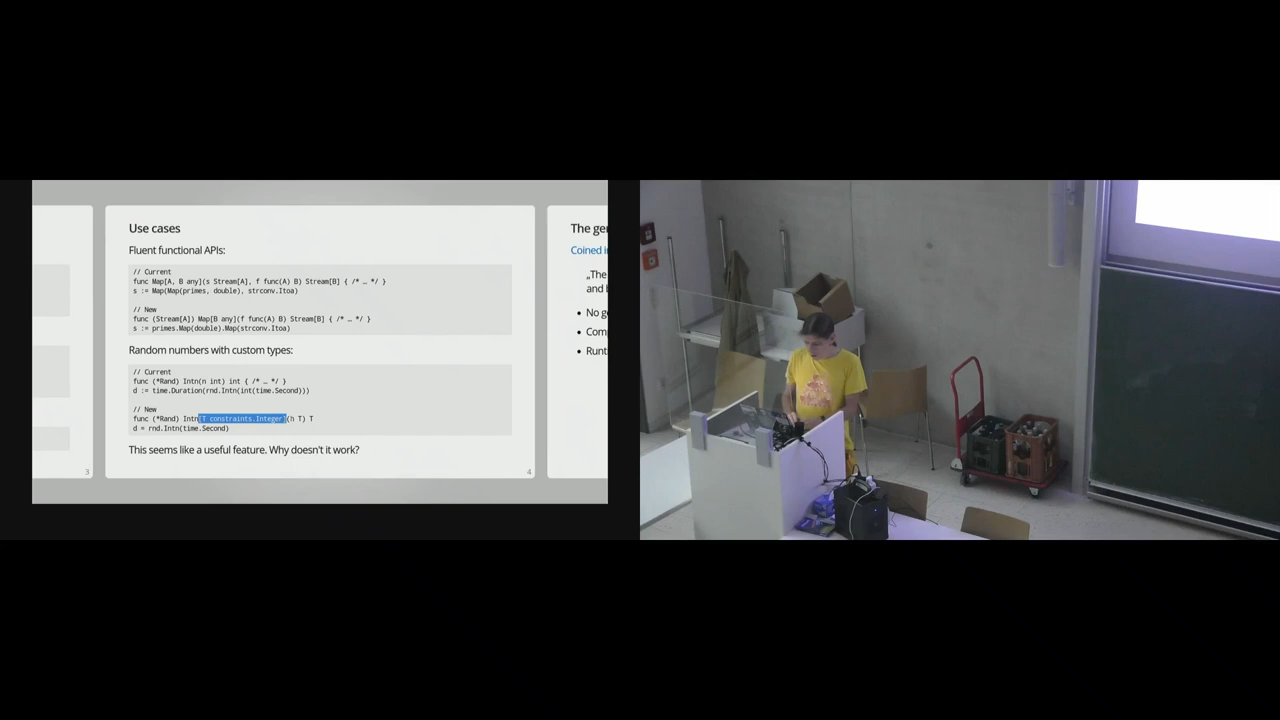 Use cases
Fluent functional APIs:
// Current
func Map[A, B any](s Stream[A], f func(A) B) Stream[B] { /* … */ }
s := Map(Map(primes, double), strconv.Itoa)
// New
func (Stream[A]) Map[B any](f func(A) B) Stream[B] { /* … */ }
s := primes.Map(double).Map(strconv.Itoa)
Random numbers with custom types:
// Current
func (*Rand) Intn(n int) int { /* … */ }
d := time.Duration(rnd.Intn(int(time.Second)))
// New
func (*Rand) Intn[T constraints.Integer](n T) T
d = rnd.Intn(time.Second)
This seems like a useful feature. Why doesn't it work?
3
4
The ge
Coined i
„The
and b
• No g
• Com
• Runt